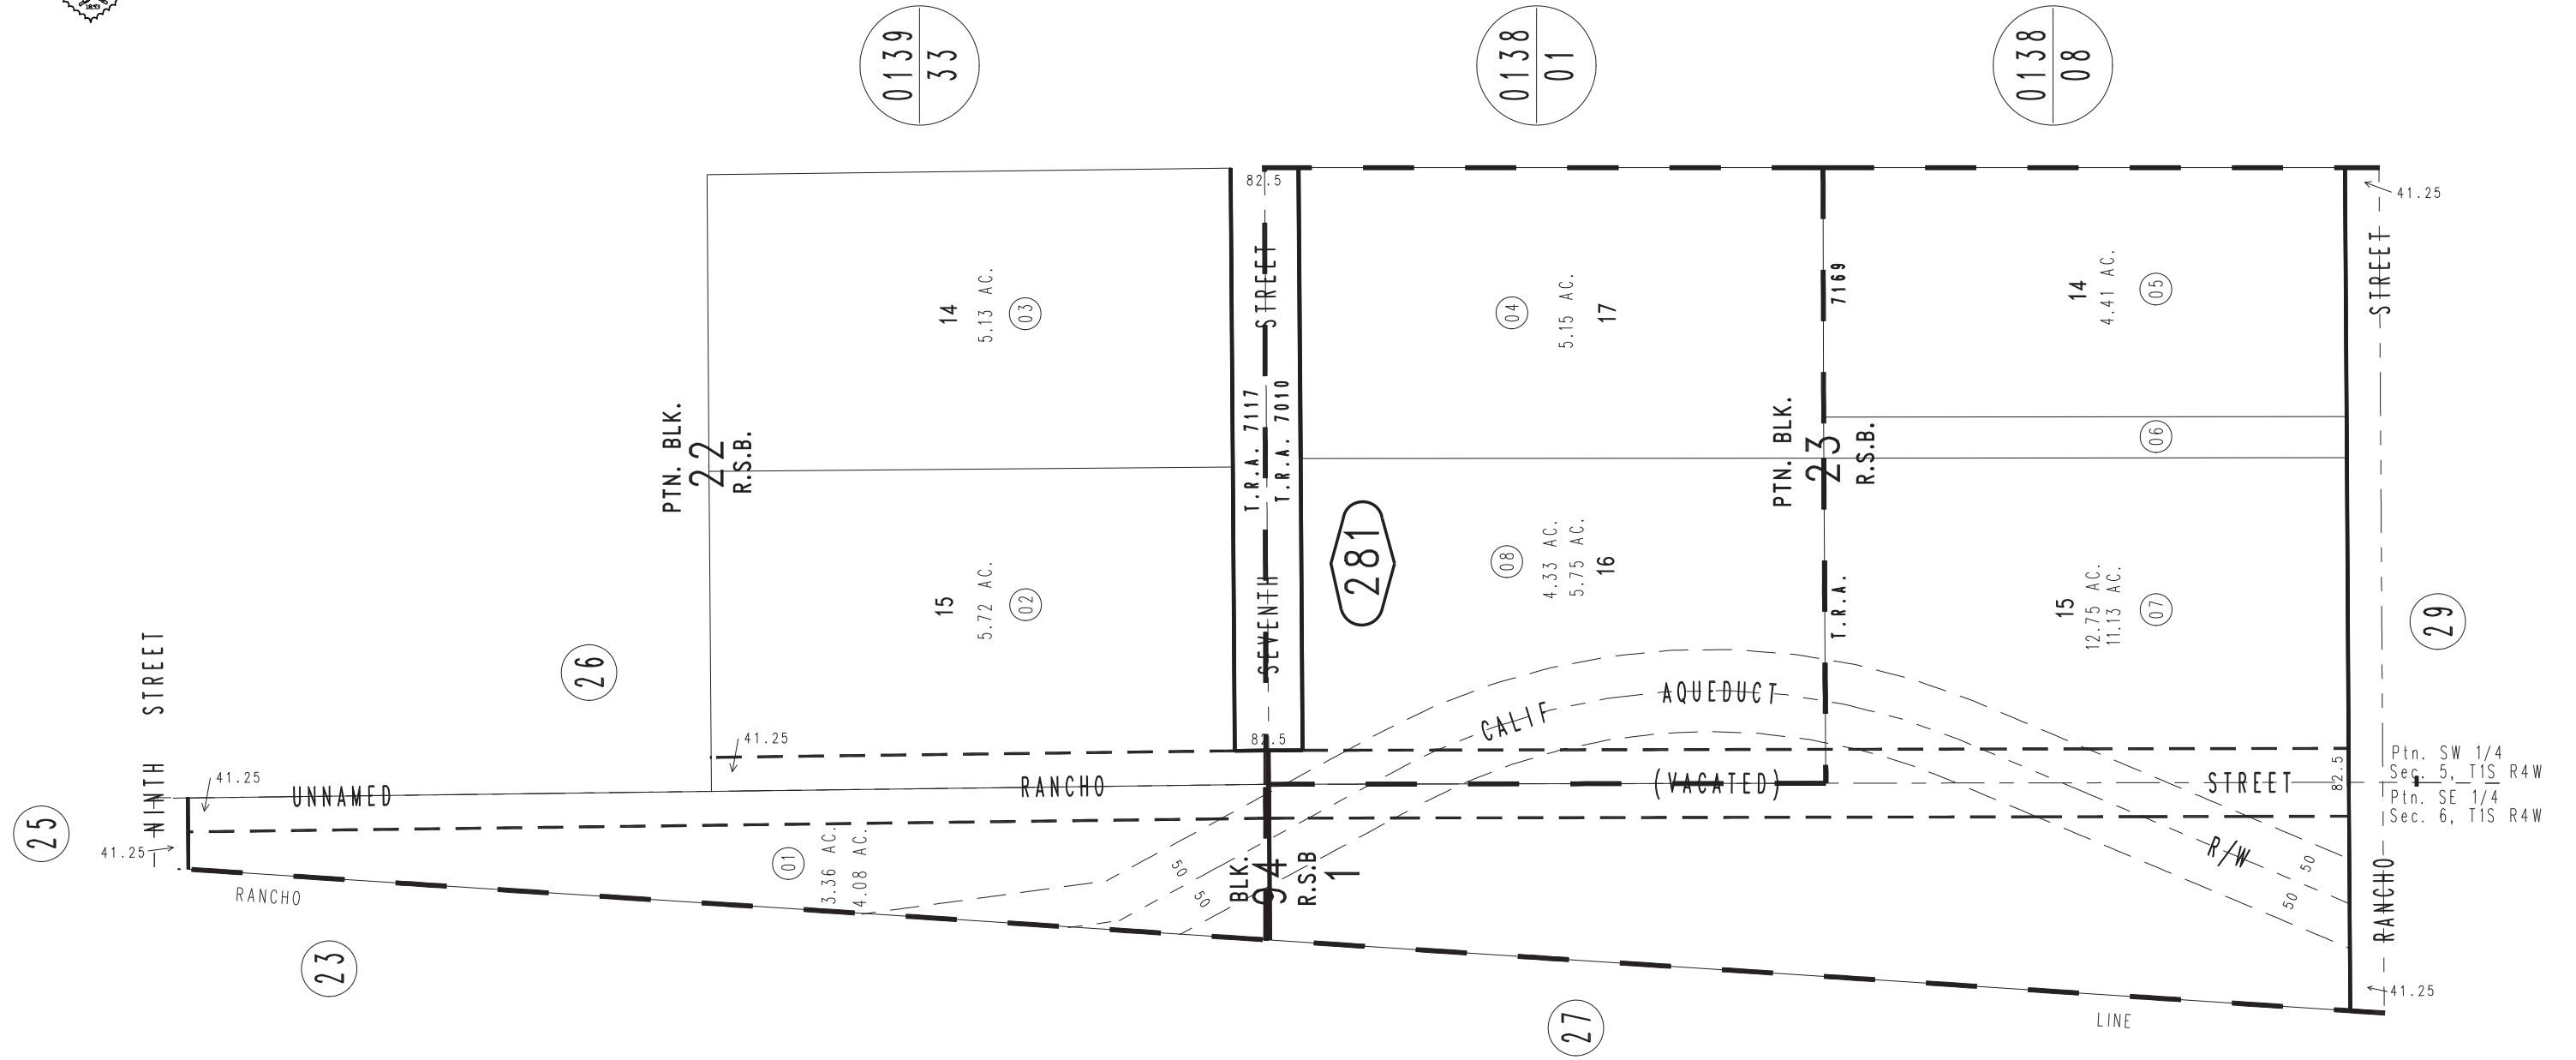 1853
0139
33
0138
01
0138
08
82.5
41.25
STREET
STREET
14
5.13 AC.
03
04
5.15 AC.
17
7169
14
4.41 AC.
05
T.R.A. 7117
T.R.A. 7010
PTN. BLK.
22
R.S.B.
PTN. BLK.
23
R.S.B.
06
281
15
5.72 AC.
02
SEVENTH
08
4.33 AC.
5.75 AC.
16
T.R.A.
15
12.75 AC.
11.13 AC.
07
29
26
STREET
NINTH
41.25
82.5
CALIF
AQUEDUCT
41.25
UNNAMED
RANCHO
(VACATED)
STREET
82.5
Ptn. SW 1/4
Sec. 5, T1S R4W
Ptn. SE 1/4
Sec. 6, T1S R4W
25
41.25
01
3.36 AC.
4.08 AC.
50
50
BLK.
94
R.S.B
1
R/W
50
50
RANCHO
RANCHO
23
27
41.25
LINE